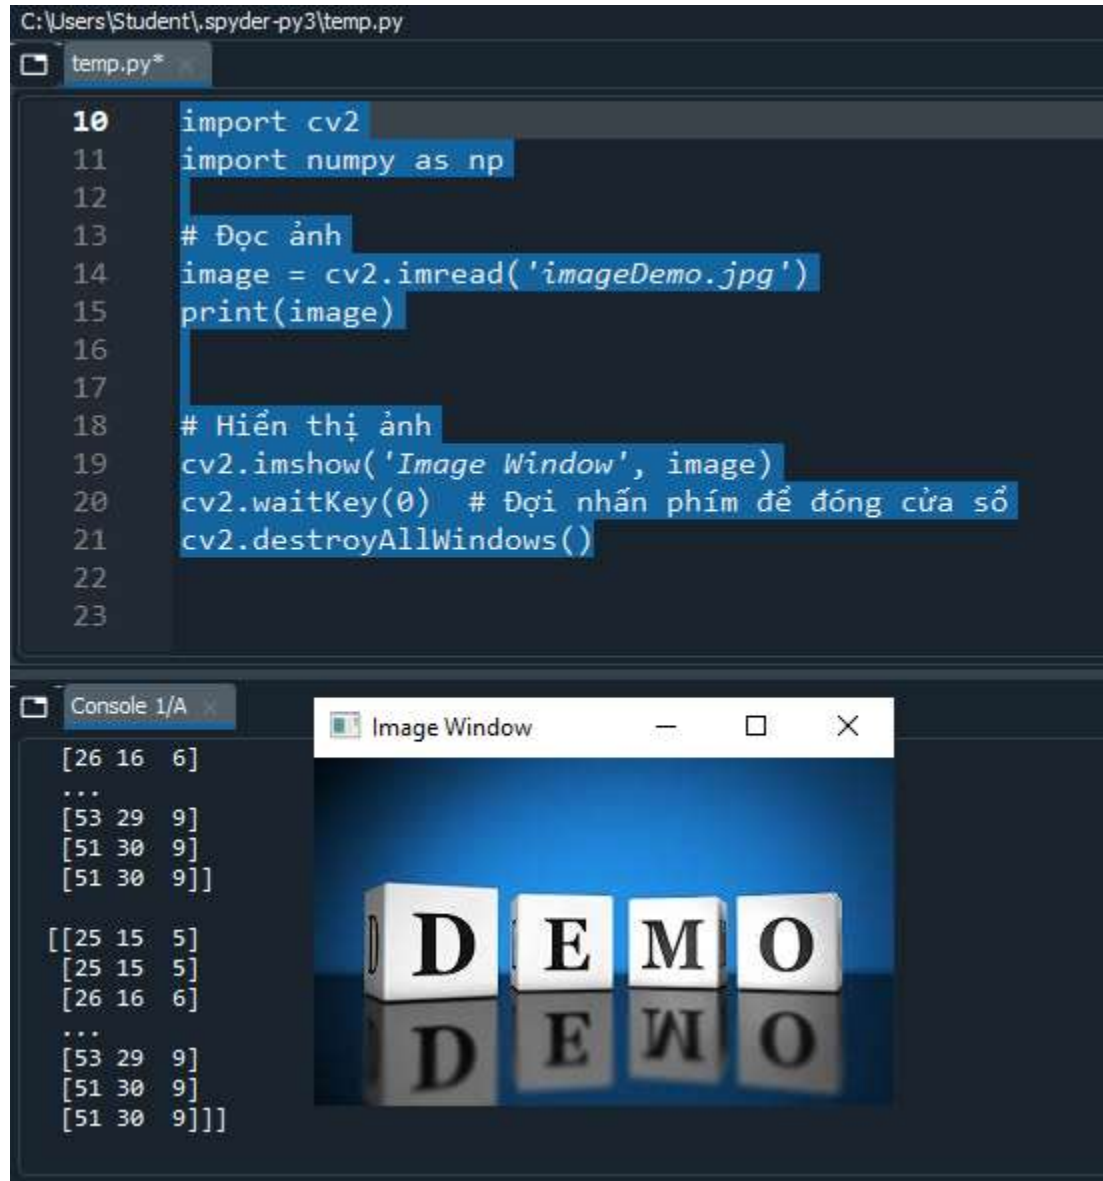 C:\Users\Student\.spyder-py3\temp.py
temp.py*
10 import cv2
11 import numpy as np
12
13 # Đọc ảnh
14 image = cv2.imread('imageDemo.jpg')
15 print(image)
16
17
18 # Hiển thị ảnh
19 cv2.imshow('Image Window', image)
20 cv2.waitKey(0)  # Đợi nhấn phím để đóng cửa sổ
21 cv2.destroyAllWindows()
22
23
Console 1/A
[26 16  6]
...
[53 29  9]
[51 30  9]
[51 30  9]]
[[25 15  5]
[25 15  5]
[26 16  6]
...
[53 29  9]
[51 30  9]
[51 30  9]]]
Image Window
D DEMO
DEMO